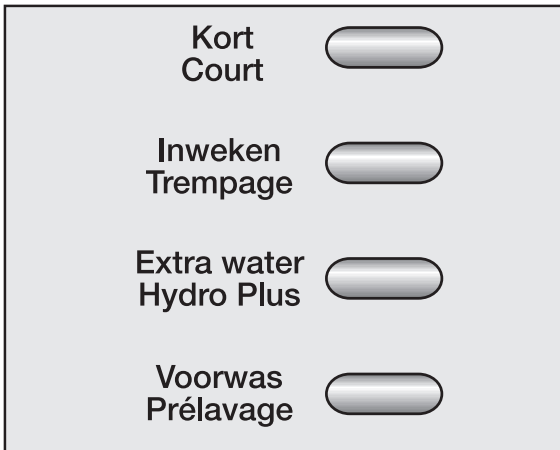 Kort
Court
Inweken
Trempage
Extra water
Hydro Plus
Voorwas
Prélavage